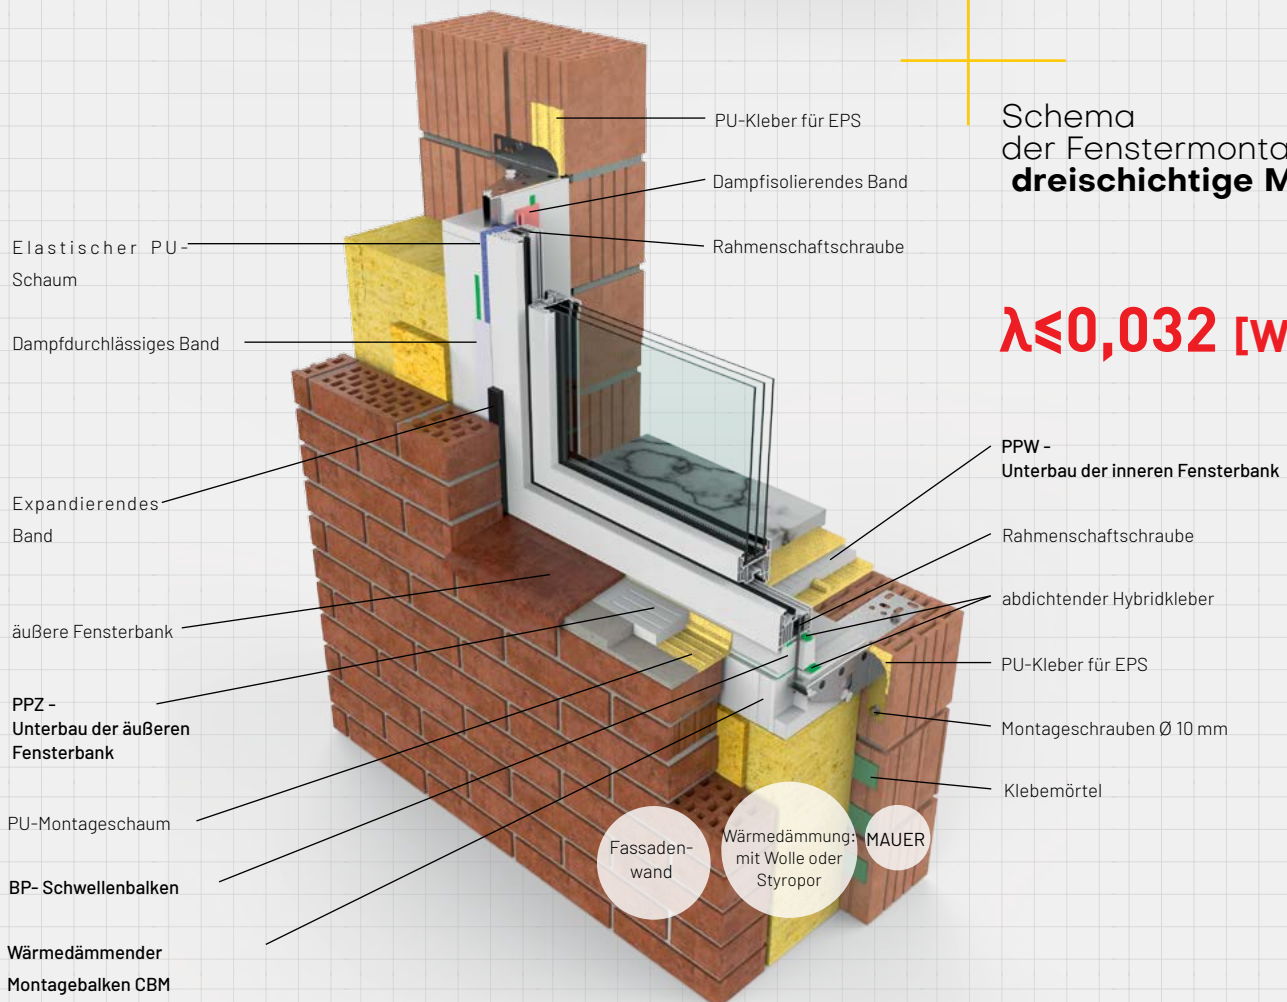 Schema
der Fenstermonta
dreischichtige M
λ≤0,032 [W
PU-Kleber für EPS
Dampfisolierendes Band
Rahmenschaftschraube
Elastischer PU-
Schaum
Dampfdurchlässiges Band
Expandierendes
Band
äußere Fensterbank
PPZ -
Unterbau der äußeren
Fensterbank
PU-Montageschaum
BP- Schwellenbalken
Wärmedämmender
Montagebalken CBM
PPW -
Unterbau der inneren Fensterbank
Rahmenschaftschraube
abdichtender Hybridkleber
PU-Kleber für EPS
Montageschrauben Ø 10 mm
Klebemörtel
Fassaden-
wand
Wärmedämmung:
mit Wolle oder
Styropor
MAUER